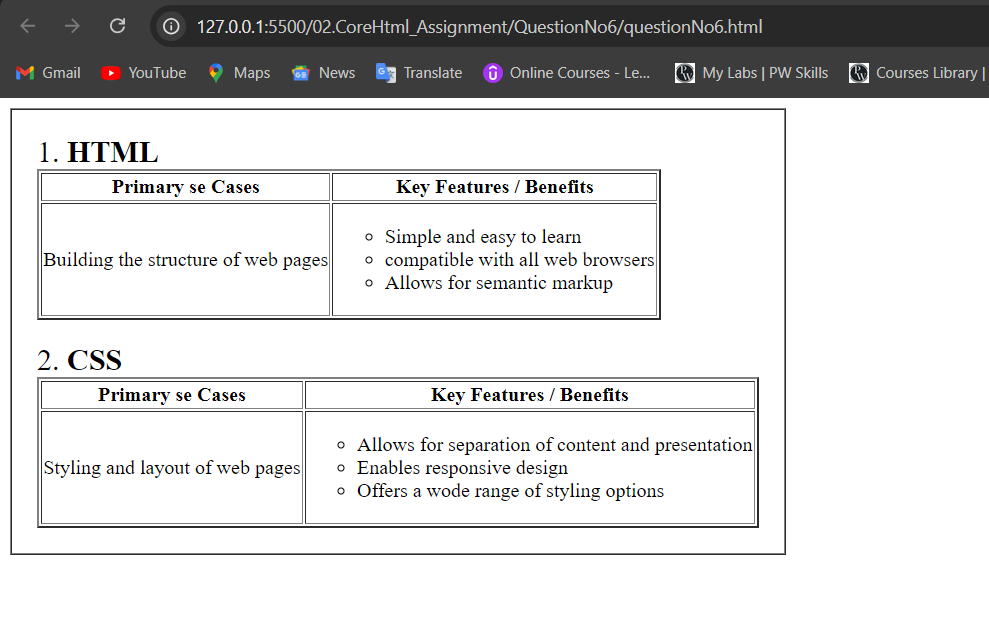 127.0.0.1:5500/02.CoreHtml_Assignment/QuestionNo6/questionNo6.html
Gmail YouTube Maps News Translate Online Courses - Le... My Labs | PW Skills Courses Library |
1. HTML
Primary se Cases Key Features / Benefits
Building the structure of web pages
Simple and easy to learn
compatible with all web browsers
Allows for semantic markup
2. CSS
Primary se Cases Key Features / Benefits
Styling and layout of web pages
Allows for separation of content and presentation
Enables responsive design
Offers a wode range of styling options